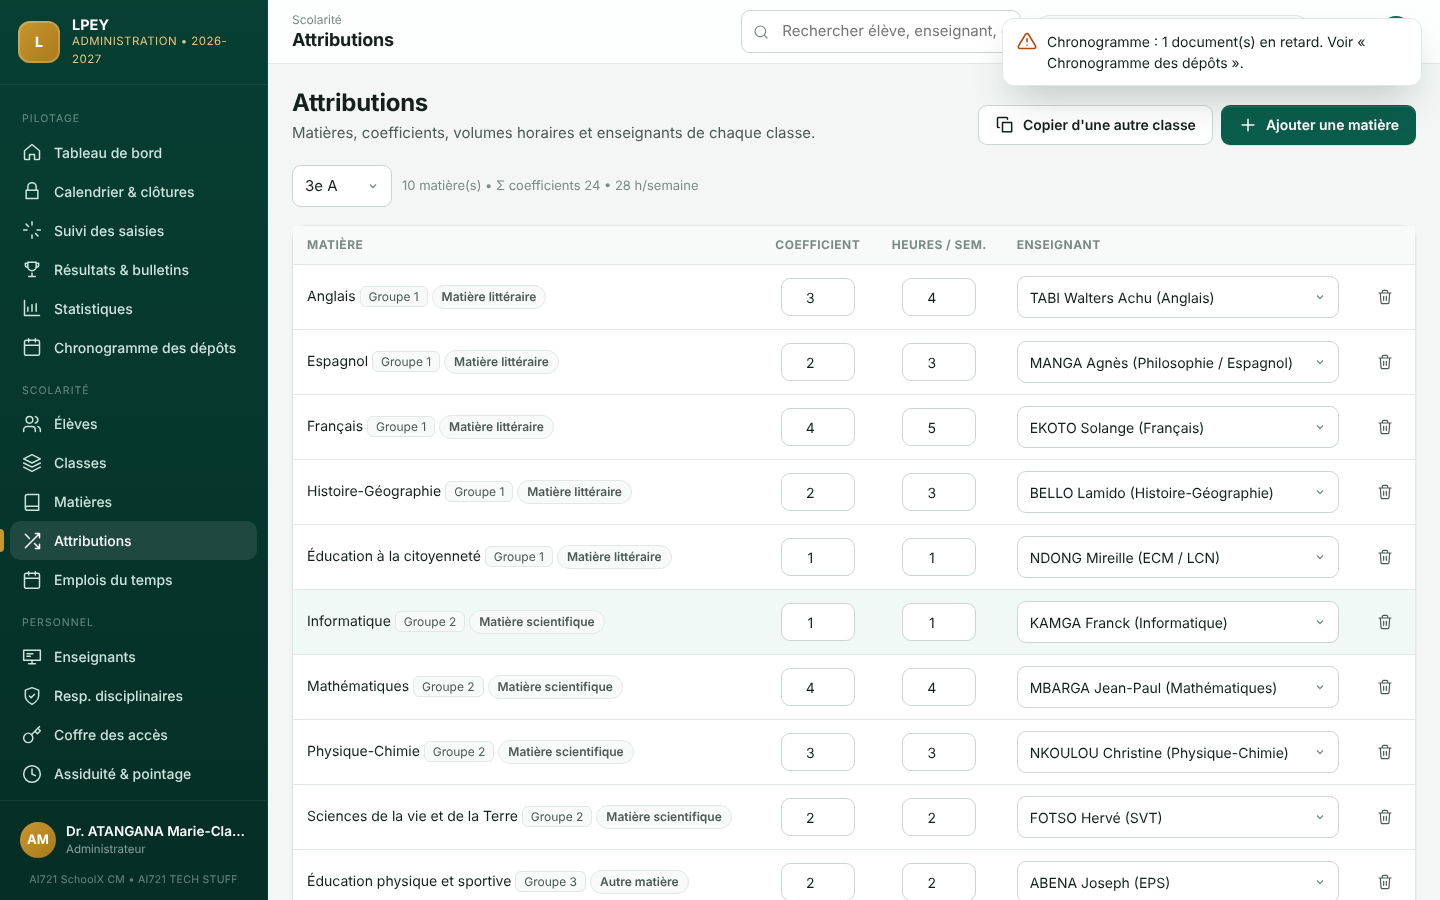 L
LPEY
ADMINISTRATION • 2026-
2027
PILOTAGE
Tableau de bord
Calendrier & clôtures
Suivi des saisies
Résultats & bulletins
Statistiques
Chronogramme des dépôts
SCOLARITÉ
Élèves
Classes
Matières
Attributions
Emplois du temps
PERSONNEL
Enseignants
Resp. disciplinaires
Coffre des accès
Assiduité & pointage
AM
Dr. ATANGANA Marie-Cla...
Administrateur
AI721 SchoolX CM • AI721 TECH STUFF
Scolarité
Attributions
Rechercher élève, enseignant,
Chronogramme : 1 document(s) en retard. Voir «
Chronogramme des dépôts ».
Attributions
Matières, coefficients, volumes horaires et enseignants de chaque classe.
Copier d'une autre classe
Ajouter une matière
3e A
10 matière(s) • Σ coefficients 24 • 28 h/semaine
MATIÈRE COEFFICIENT HEURES / SEM. ENSEIGNANT
Anglais Groupe 1 Matière littéraire 3 4 TABI Walters Achu (Anglais)
Espagnol Groupe 1 Matière littéraire 2 3 MANGA Agnès (Philosophie / Espagnol)
Français Groupe 1 Matière littéraire 4 5 EKOTO Solange (Français)
Histoire-Géographie Groupe 1 Matière littéraire 2 3 BELLO Lamido (Histoire-Géographie)
Éducation à la citoyenneté Groupe 1 Matière littéraire 1 1 NDONG Mireille (ECM / LCN)
Informatique Groupe 2 Matière scientifique 1 1 KAMGA Franck (Informatique)
Mathématiques Groupe 2 Matière scientifique 4 4 MBARGA Jean-Paul (Mathématiques)
Physique-Chimie Groupe 2 Matière scientifique 3 3 NKOULOU Christine (Physique-Chimie)
Sciences de la vie et de la Terre Groupe 2 Matière scientifique 2 2 FOTSO Hervé (SVT)
Éducation physique et sportive Groupe 3 Autre matière 2 2 ABENA Joseph (EPS)